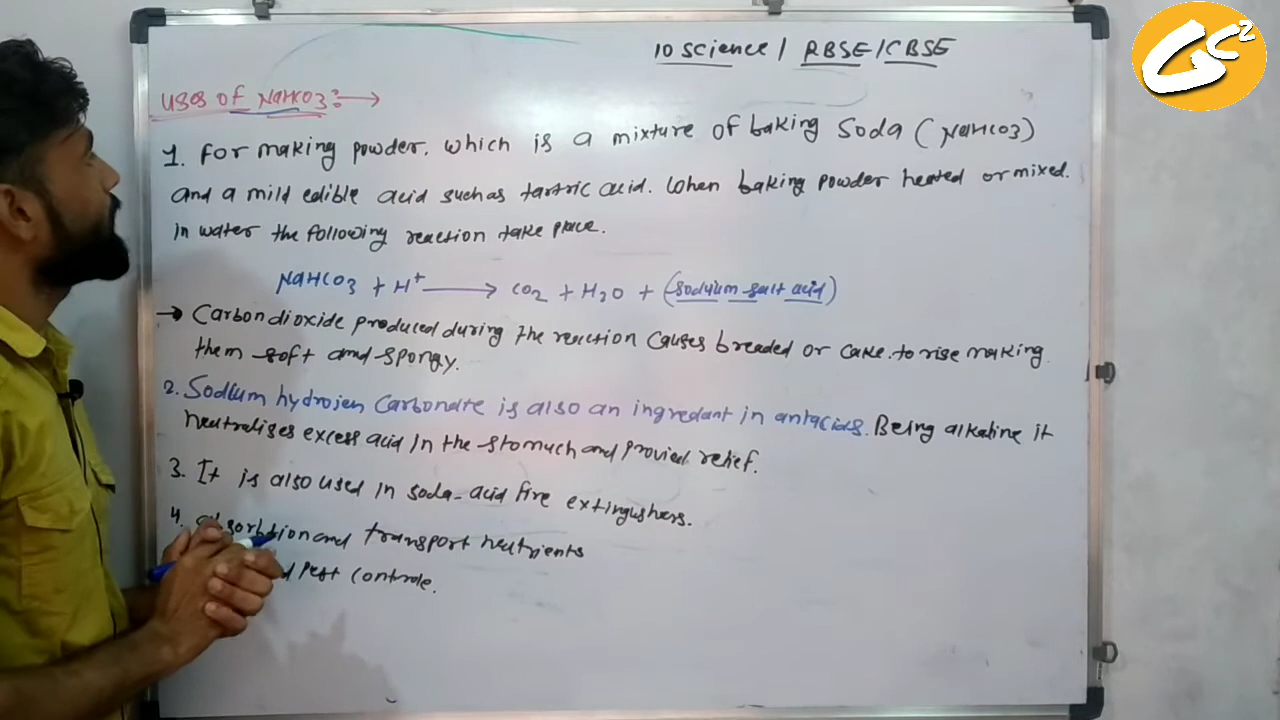 10 Science / RBSE / CBSE
GC2
Uses of NaHCO3:→
1. For making powder. which is a mixture of baking Soda (NaHCO3)
and a mild edible acid such as tartric acid. When baking powder heated or mixed.
in water the following reaction take place.
NaHCO3 + H+ → CO2 + H2O + (Sodium salt acid)
→ Carbondioxide produced during the reaction causes breaded or cake. to rise making
them soft and spongy.
2. Sodium hydrojen Carbonate is also an ingredant in antacids. Being alkaline it
neutralizes excess acid in the stomuch and provied relief.
3. It is also used in soda-acid fire extingushers.
4. absorbtion and transport neutrients
Pest Controle.